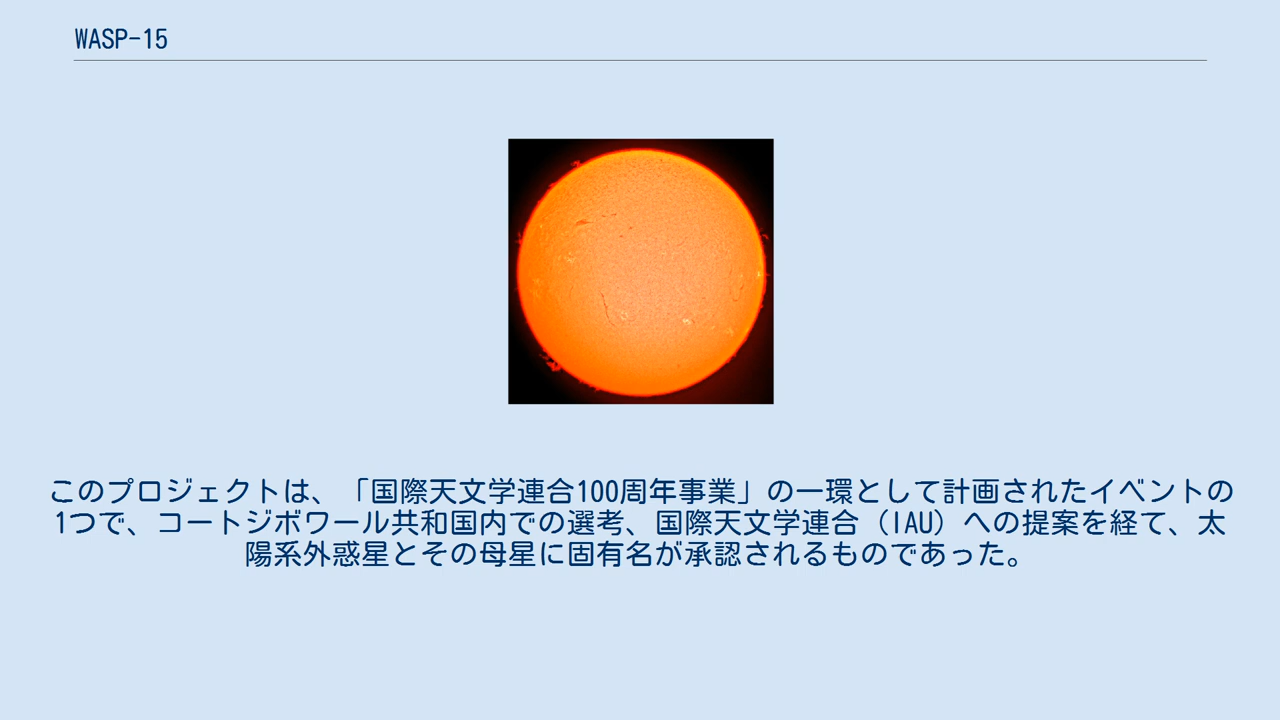 WASP-15
このプロジェクトは、「国際天文学連合100周年事業」の一環として計画されたイベントの
1つで、コートジボワール共和国内での選考、国際天文学連合（IAU）への提案を経て、太
陽系外惑星とその母星に固有名が承認されるものであった。